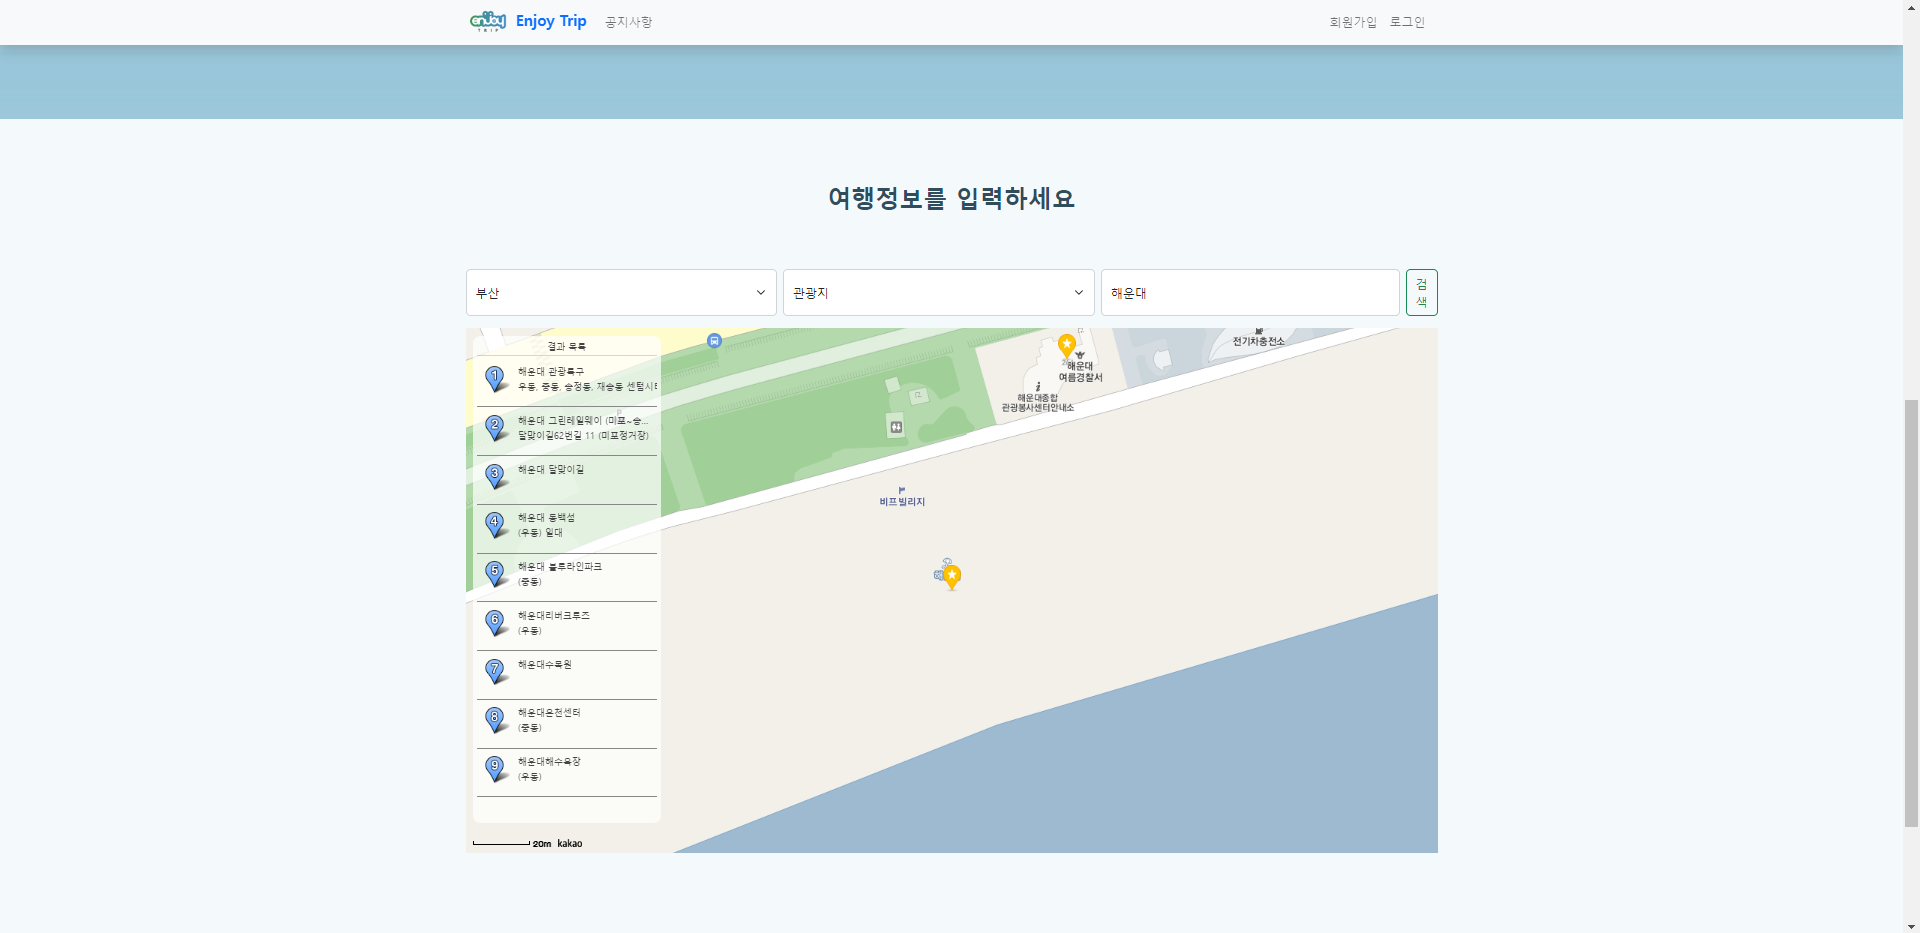 enjoy
TRIP
Enjoy Trip
공지사항
회원가입
로그인
여행정보를 입력하세요
부산
관광지
해운대
검
색
결과 목록
1
해운대 관광특구
우동, 중동, 송정동, 재송동 센텀시티
2
해운대 그린레일웨이 (미포~송...
달맞이길62번길 11 (미포정거장)
3
해운대 달맞이길
4
해운대 동백섬
(우동) 일대
5
해운대 블루라인파크
(중동)
6
해운대리버크루즈
(우동)
7
해운대수목원
8
해운대온천센터
(중동)
9
해운대해수욕장
(우동)
전기차충전소
해운대
여름경찰서
해운대종합
관광봉사센터안내소
비프빌리지
20m
kakao